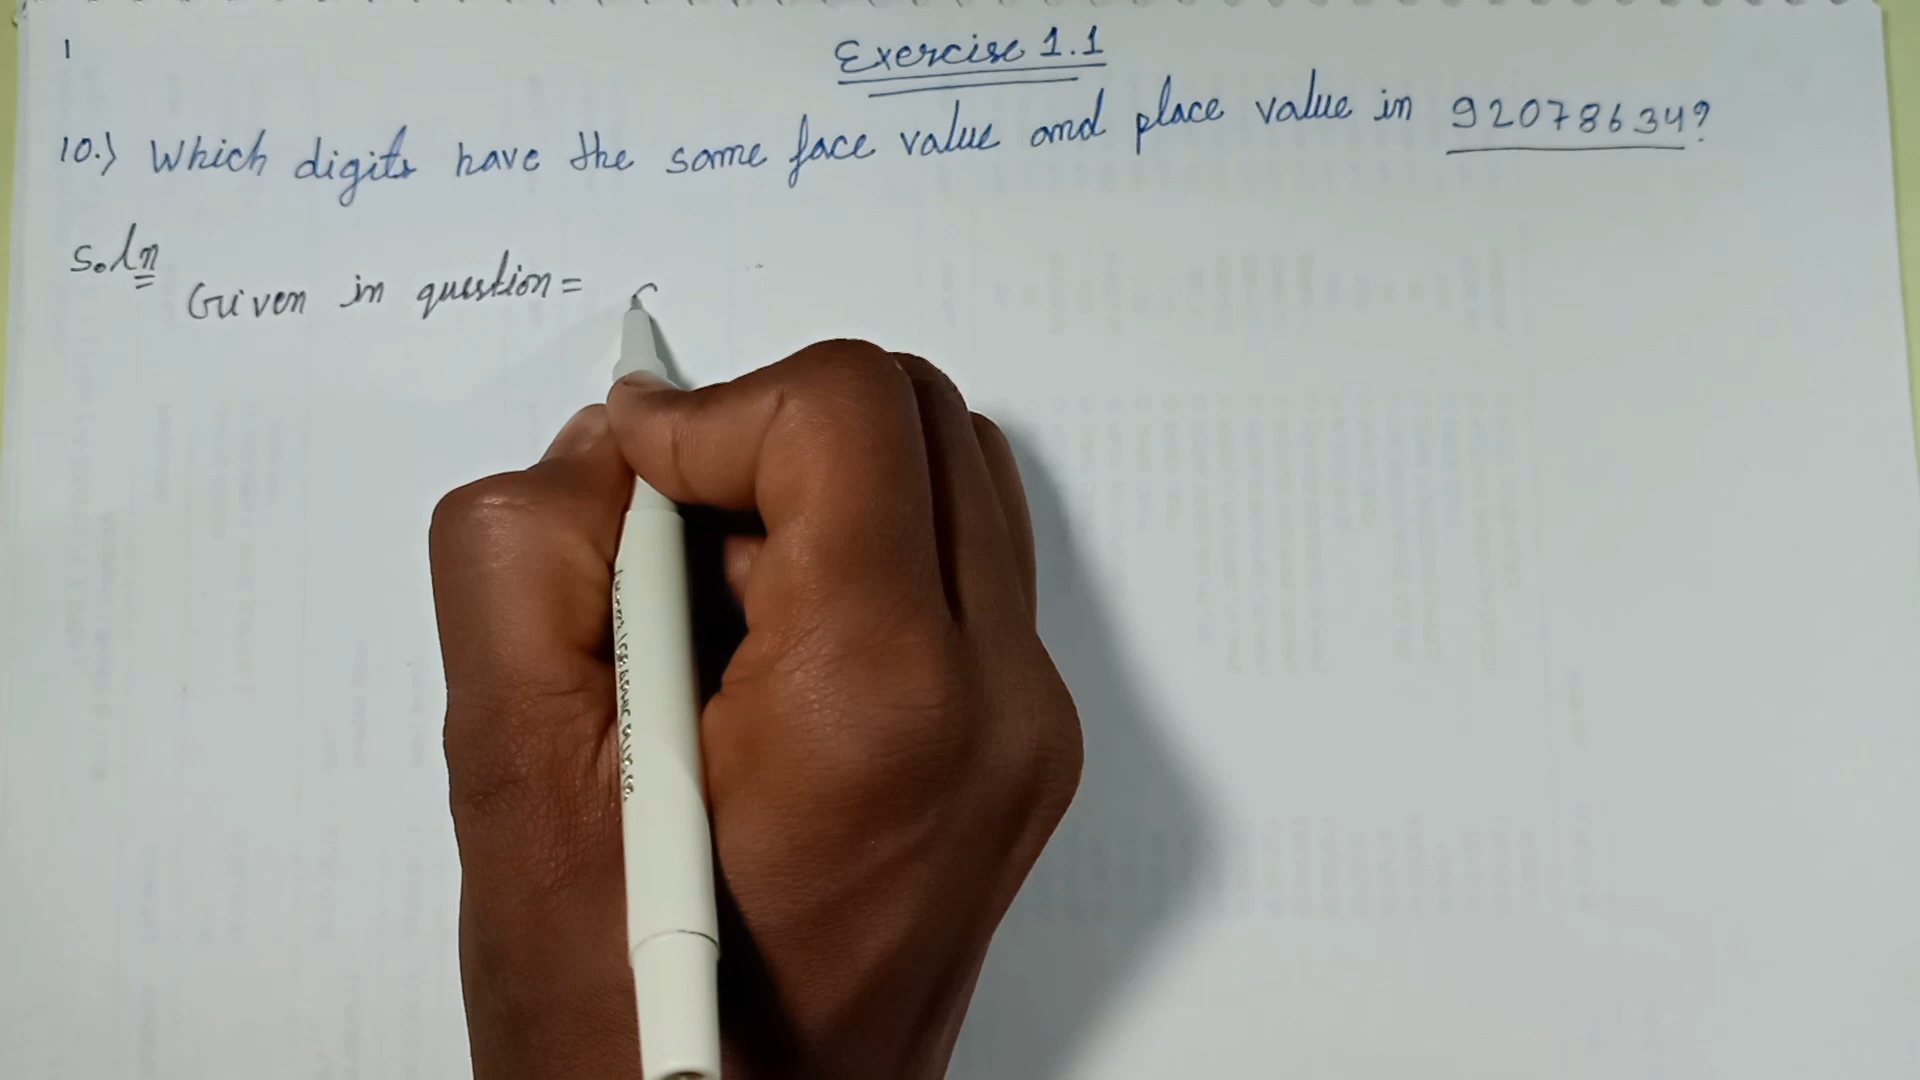 1
Exercise 1.1
10.) Which digits have the same face value and place value in 92078634?
Soln
Given in question =